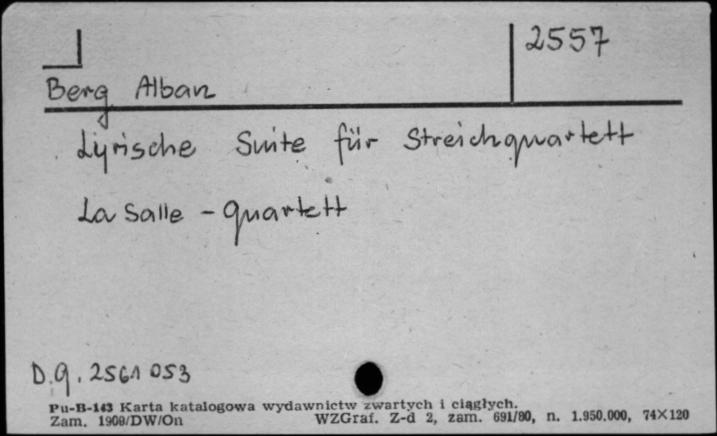 2557
Berg Alban
Lyrische Suite für Streichquartett
La Salle - Quartett
D.g. 2561 053
Pu-B-143 Karta katalogowa wydawnictw zwartych i ciągłych.
Zam. 1909/DW/On WZGraf. Z-d 2, zam. 691/80, n. 1.950.000, 74X120